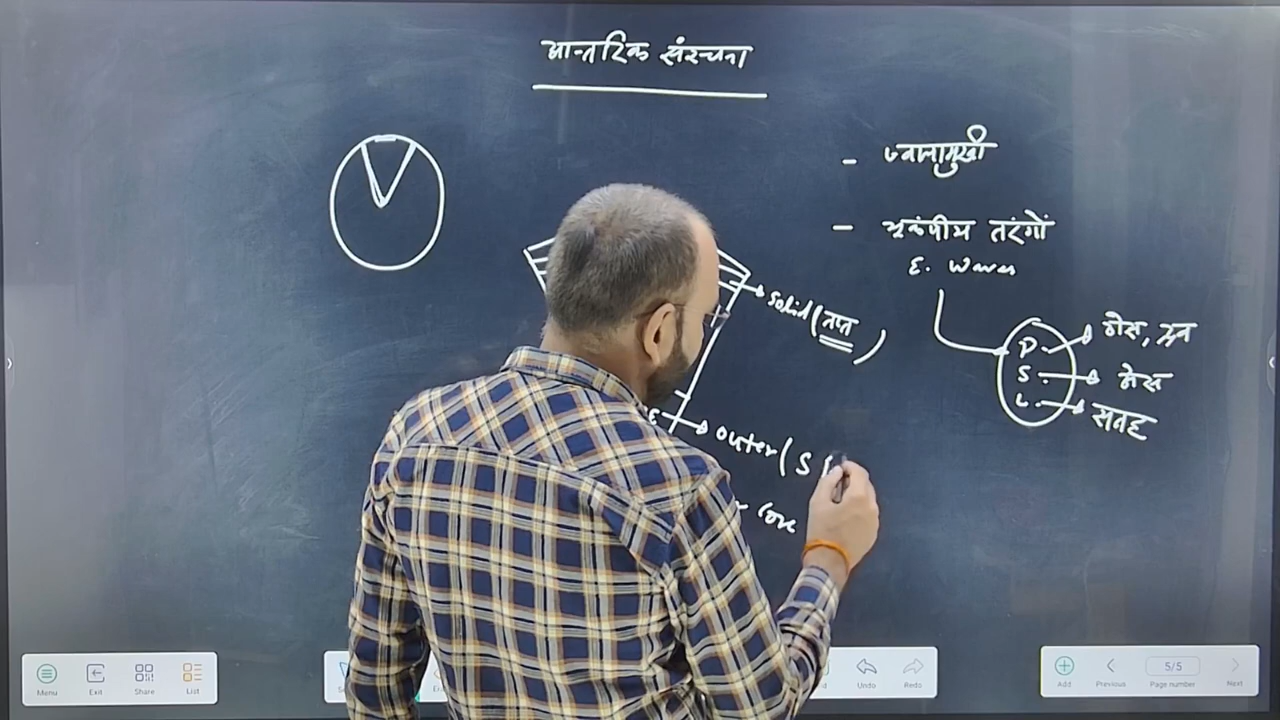 आन्तरिक संरचना
- ज्वालामुखी
- भूकंपीय तरंगों
E. Waves
P → ठोस, द्रव
S → ठोस
L → सतह
Solid (तप्त)
Outer (S
Core
Menu
Exit
Share
List
Undo
Redo
Add
Previous
5/5
Page number
Next